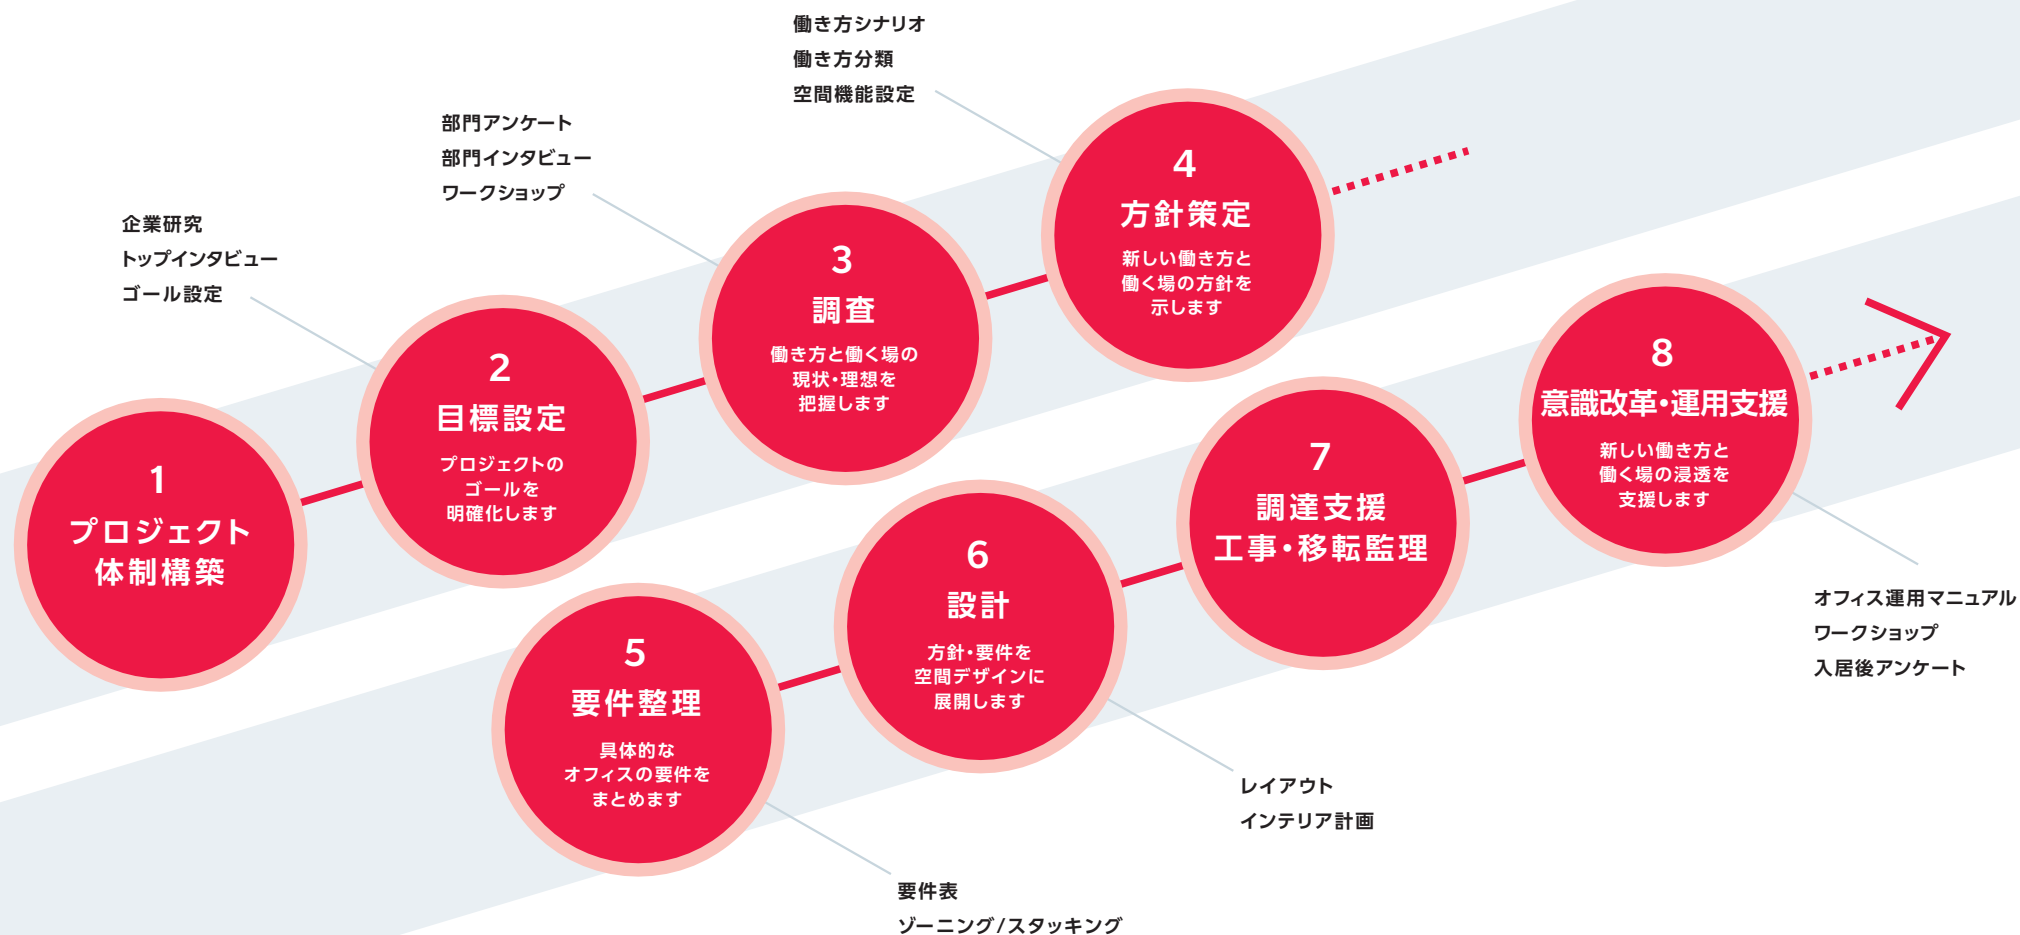 1
プロジェクト
体制構築
企業研究
トップインタビュー
ゴール設定
2
目標設定
プロジェクトの
ゴールを
明確化します
部門アンケート
部門インタビュー
ワークショップ
3
調査
働き方と働く場の
現状・理想を
把握します
働き方シナリオ
働き方分類
空間機能設定
4
方針策定
新しい働き方と
働く場の方針を
示します
5
要件整理
具体的な
オフィスの要件を
まとめます
要件表
ゾーニング/スタッキング
6
設計
方針・要件を
空間デザインに
展開します
レイアウト
インテリア計画
7
調達支援
工事・移転監理
8
意識改革・運用支援
新しい働き方と
働く場の浸透を
支援します
オフィス運用マニュアル
ワークショップ
入居後アンケート